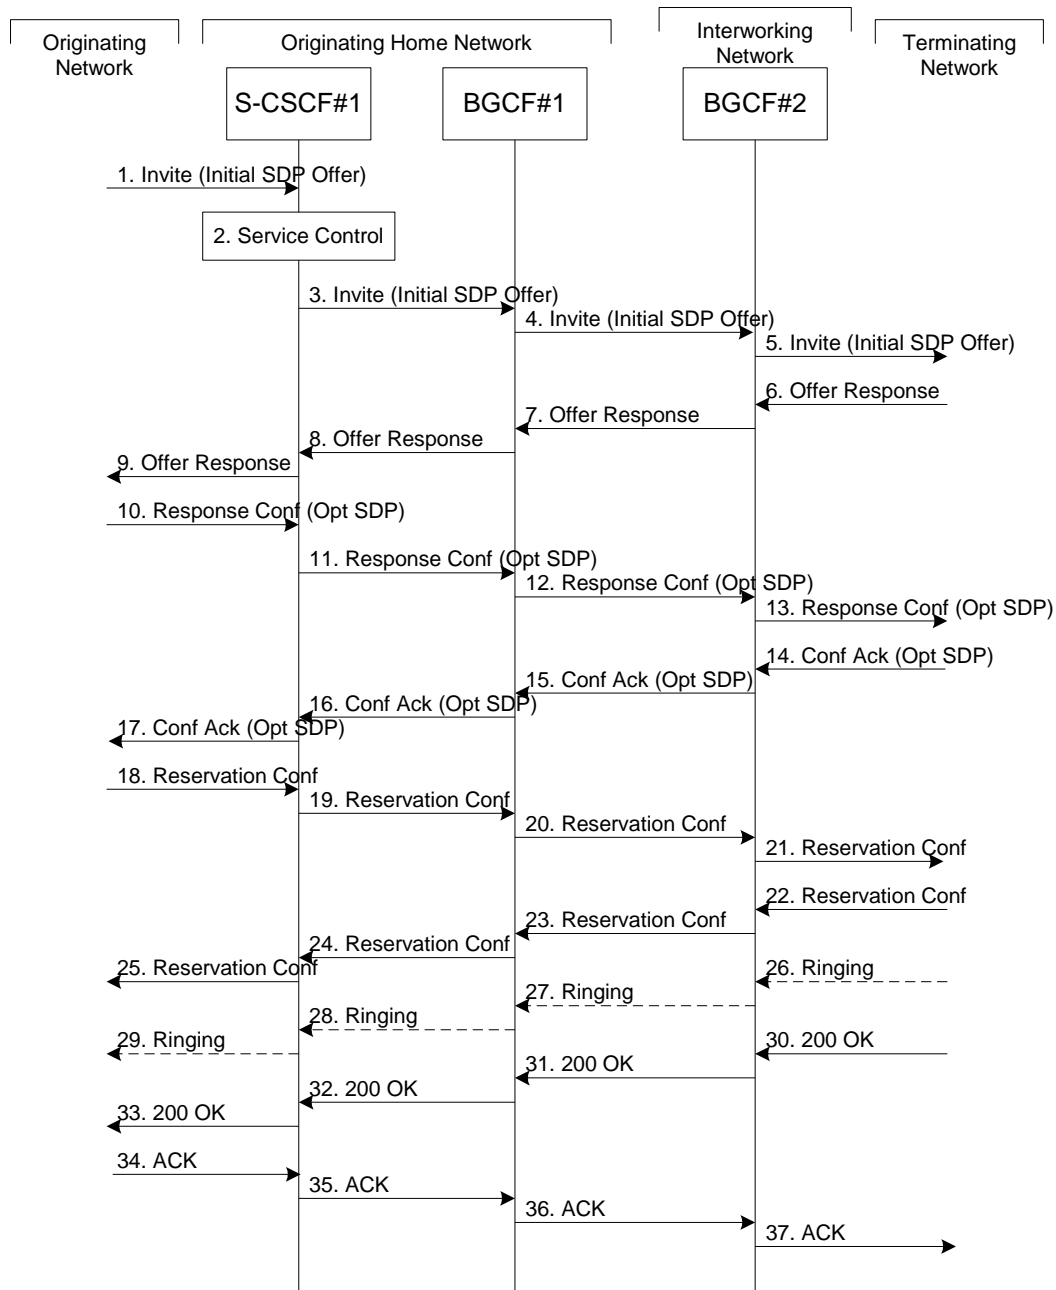 Originating
Network
Originating Home Network
Interworking
Network
Terminating
Network
S-CSCF#1
BGCF#1
BGCF#2
1. Invite (Initial SDP Offer)
2. Service Control
3. Invite (Initial SDP Offer)
4. Invite (Initial SDP Offer)
5. Invite (Initial SDP Offer)
6. Offer Response
7. Offer Response
8. Offer Response
9. Offer Response
10. Response Conf (Opt SDP)
11. Response Conf (Opt SDP)
12. Response Conf (Opt SDP)
13. Response Conf (Opt SDP)
14. Conf Ack (Opt SDP)
15. Conf Ack (Opt SDP)
16. Conf Ack (Opt SDP)
17. Conf Ack (Opt SDP)
18. Reservation Conf
19. Reservation Conf
20. Reservation Conf
21. Reservation Conf
22. Reservation Conf
23. Reservation Conf
24. Reservation Conf
25. Reservation Conf
26. Ringing
27. Ringing
28. Ringing
29. Ringing
30. 200 OK
31. 200 OK
32. 200 OK
33. 200 OK
34. ACK
35. ACK
36. ACK
37. ACK